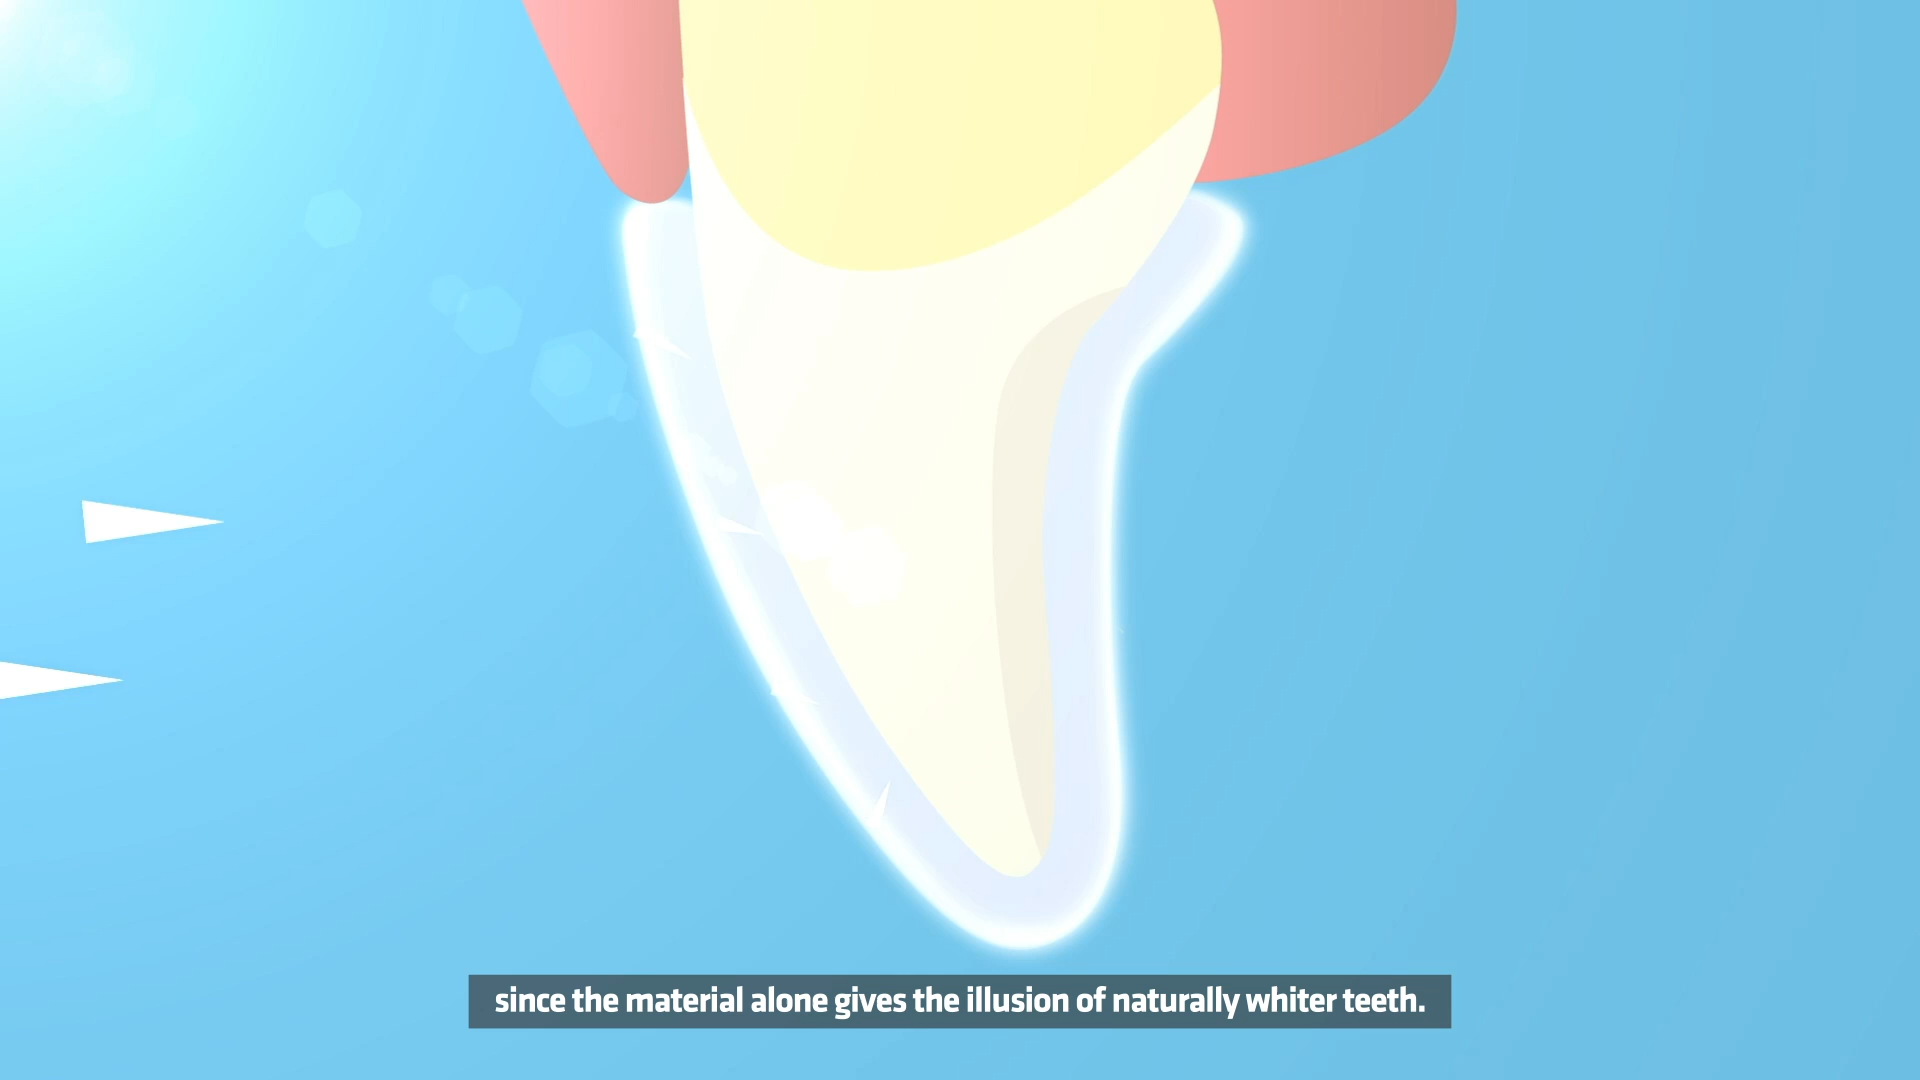 since the material alone gives the illusion of naturally whiter teeth.